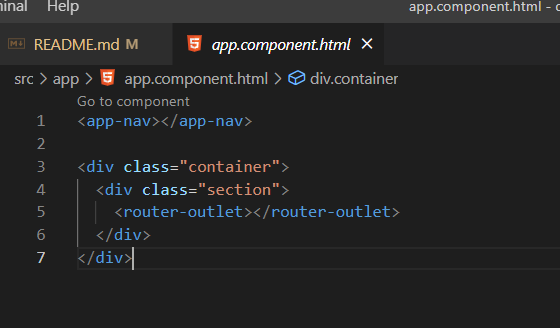 minal Help app.component.html -
README.md M app.component.html ×
src > app > app.component.html > div.container
Go to component
1 <app-nav></app-nav>
2
3 <div class="container">
4 <div class="section">
5 <router-outlet></router-outlet>
6 </div>
7 </div>